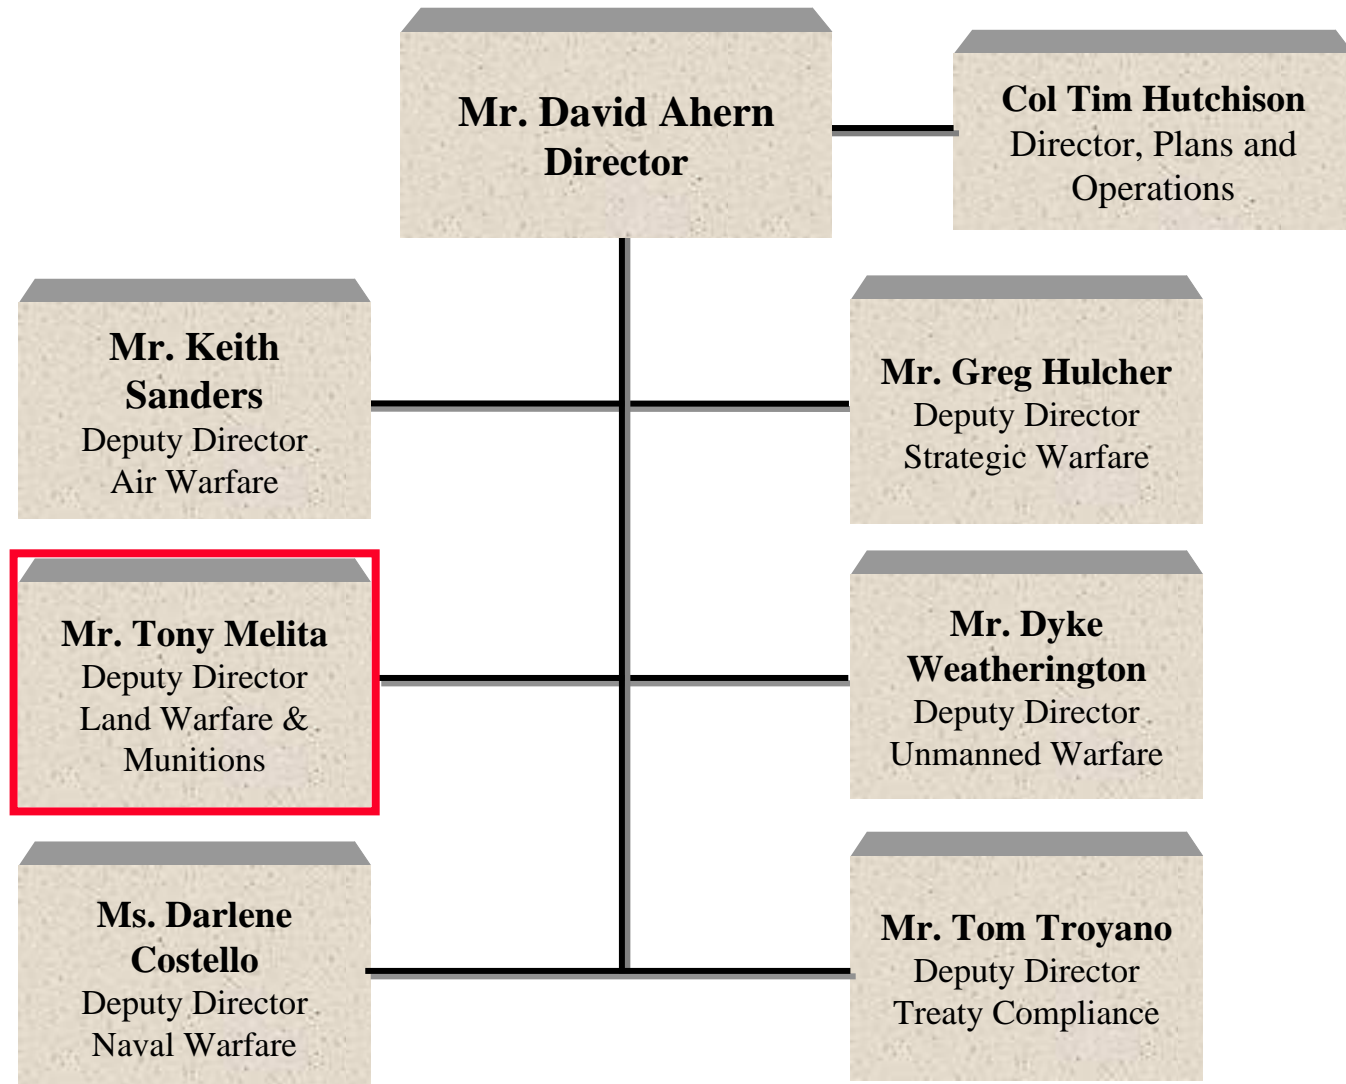 Mr. David Ahern
Director
Col Tim Hutchison
Director, Plans and
Operations
Mr. Keith
Sanders
Deputy Director
Air Warfare
Mr. Greg Hulcher
Deputy Director
Strategic Warfare
Mr. Tony Melita
Deputy Director
Land Warfare &
Munitions
Mr. Dyke
Weatherington
Deputy Director
Unmanned Warfare
Ms. Darlene
Costello
Deputy Director
Naval Warfare
Mr. Tom Troyano
Deputy Director
Treaty Compliance